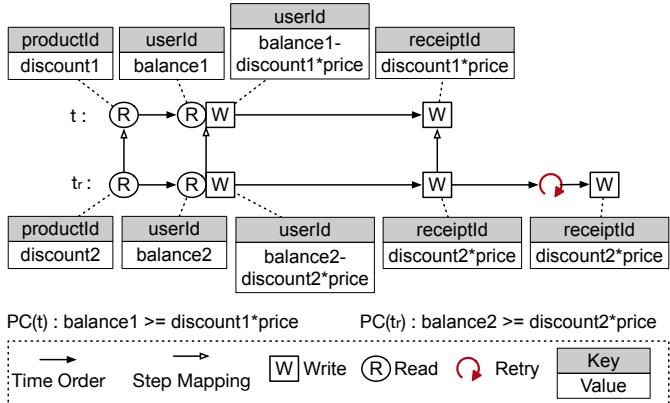 userId
productId
userId
balance1-
discount1*price
receiptId
discount1
balance1
discount1*price
t :
R
R
W
W
tr :
R
R
W
W
W
productId
userId
userId
receiptId
receiptId
discount2
balance2
balance2-
discount2*price
discount2*price
discount2*price
PC(t) : balance1 >= discount1*price
PC(tr) : balance2 >= discount2*price
Time Order
Step Mapping
W
Write
R
Read
Retry
Key
Value